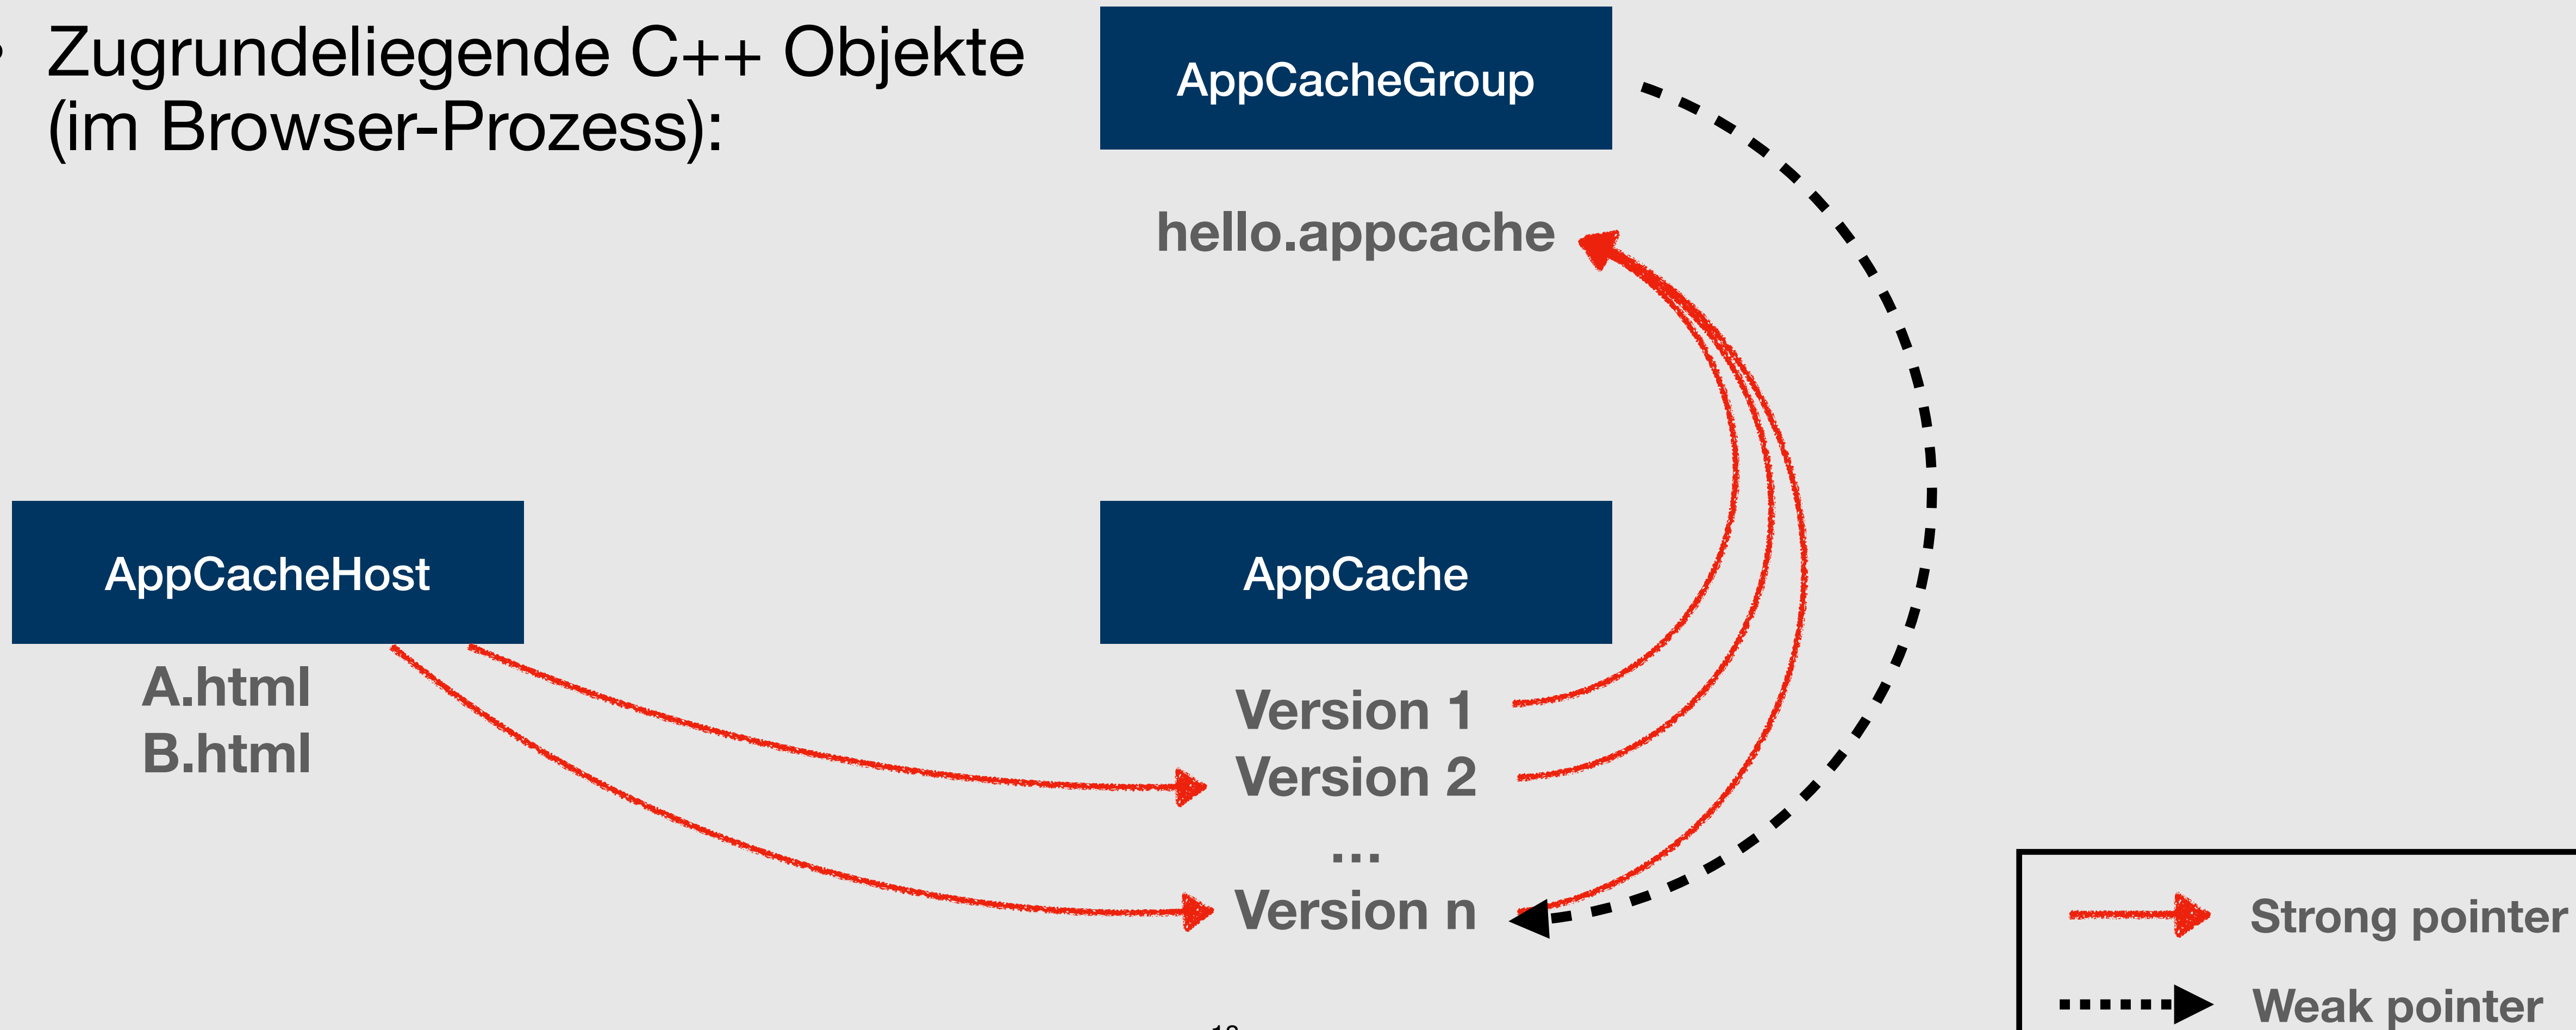 • Zugrundeliegende C++ Objekte
(im Browser-Prozess):
AppCacheGroup
hello.appcache
AppCacheHost
A.html
B.html
AppCache
Version 1
Version 2
...
Version n
Strong pointer
Weak pointer